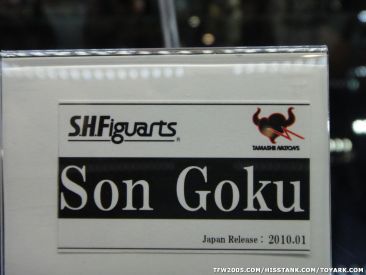 S.H.Figuarts
TAMASHII NATIONS
Son Goku
Japan Release : 2010.01
TFW2005.COM/HISSTANK.COM/TOYARK.COM